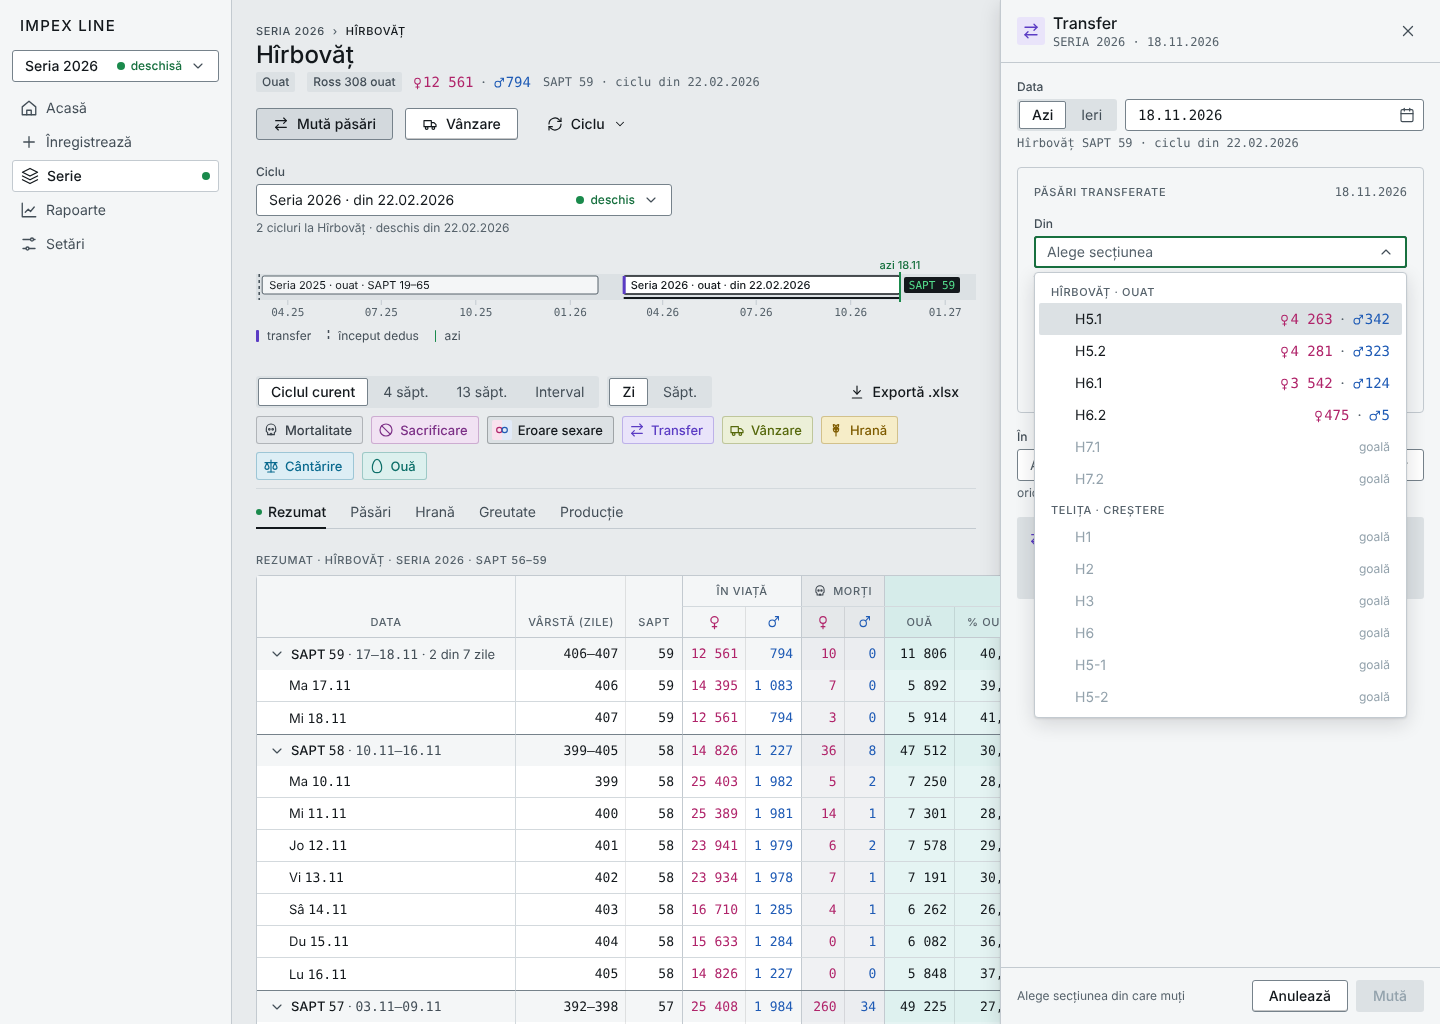 IMPEX LINE
Seria 2026 deschisă
Acasă
Înregistrează
Serie
Rapoarte
Setări
SERIA 2026 › HÎRBOVĂȚ
Hîrbovăț
Ouat Ross 308 ouat ♀12 561 · ♂794 SAPT 59 · ciclu din 22.02.2026
Mută păsări Vânzare Ciclu
Ciclu
Seria 2026 · din 22.02.2026 deschis
2 cicluri la Hîrbovăț · deschis din 22.02.2026
azi 18.11
Seria 2025 · ouat · SAPT 19–65 Seria 2026 · ouat · din 22.02.2026 SAPT 59
04.25 07.25 10.25 01.26 04.26 07.26 10.26 01.27
transfer început dedus azi
Ciclul curent 4 săpt. 13 săpt. Interval Zi Săpt. Exportă .xlsx
Mortalitate Sacrificare Eroare sexare Transfer Vânzare Hrană
Cântărire Ouă
Rezumat Păsări Hrană Greutate Producție
REZUMAT · HÎRBOVĂȚ · SERIA 2026 · SAPT 56–59
ÎN VIAȚĂ MORȚI
DATA VÂRSTĂ (ZILE) SAPT ♀ ♂ ♀ ♂ OUĂ % OU
SAPT 59 · 17–18.11 · 2 din 7 zile 406–407 59 12 561 794 10 0 11 806 40,
Ma 17.11 406 59 14 395 1 083 7 0 5 892 39,
Mi 18.11 407 59 12 561 794 3 0 5 914 41,
SAPT 58 · 10.11–16.11 399–405 58 14 826 1 227 36 8 47 512 30,
Ma 10.11 399 58 25 403 1 982 5 2 7 250 28,
Mi 11.11 400 58 25 389 1 981 14 1 7 301 28,
Jo 12.11 401 58 23 941 1 979 6 2 7 578 29,
Vi 13.11 402 58 23 934 1 978 7 1 7 191 30,
Sâ 14.11 403 58 16 710 1 285 4 1 6 262 26,
Du 15.11 404 58 15 633 1 284 0 1 6 082 36,
Lu 16.11 405 58 14 826 1 227 0 0 5 848 37,
SAPT 57 · 03.11–09.11 392–398 57 25 408 1 984 260 34 49 225 27,
Transfer
SERIA 2026 · 18.11.2026
Data
Azi Ieri 18.11.2026
Hîrbovăț SAPT 59 · ciclu din 22.02.2026
PĂSĂRI TRANSFERATE 18.11.2026
Din
Alege secțiunea
HÎRBOVĂȚ · OUAT
H5.1 ♀4 263 · ♂342
H5.2 ♀4 281 · ♂323
H6.1 ♀3 542 · ♂124
H6.2 ♀475 · ♂5
H7.1 goală
H7.2 goală
TELIȚA · CREȘTERE
H1 goală
H2 goală
H3 goală
H6 goală
H5-1 goală
H5-2 goală
În
Alege secțiunea din care muți Anulează Mută